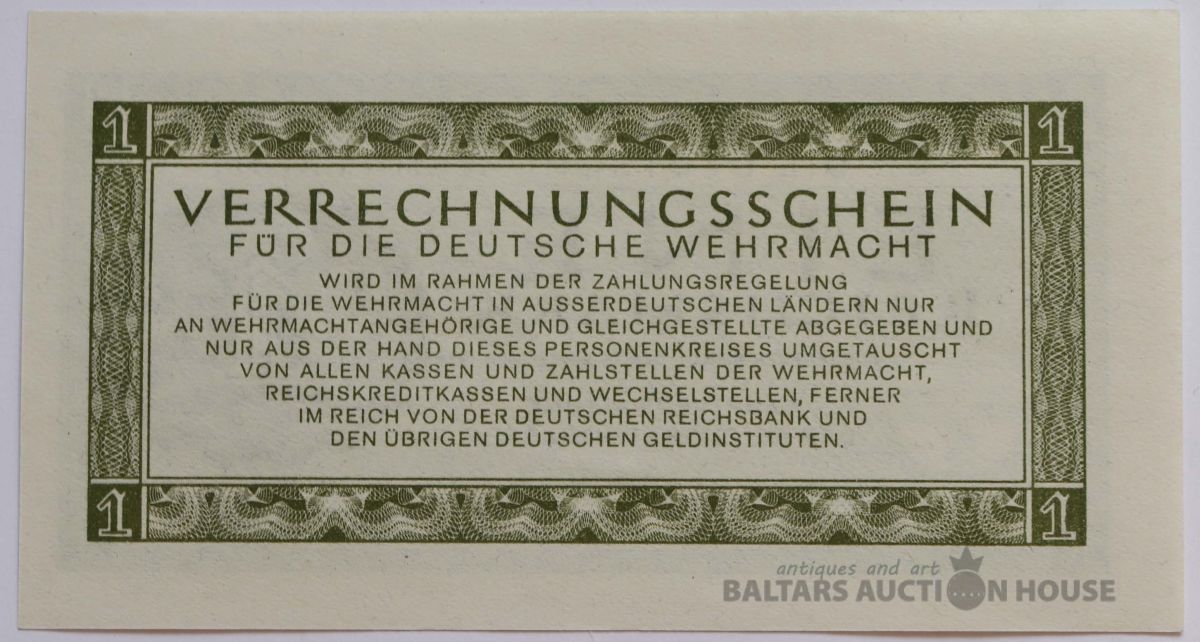 1 1
VERRECHNUNGSSCHEIN
FÜR DIE DEUTSCHE WEHRMACHT
WIRD IM RAHMEN DER ZAHLUNGSREGELUNG
FÜR DIE WEHRMACHT IN AUSSERDEUTSCHEN LÄNDERN NUR
AN WEHRMACHTANGEHÖRIGE UND GLEICHGESTELLTE ABGEGEBEN UND
NUR AUS DER HAND DIESES PERSONENKREISES UMGETAUSCHT
VON ALLEN KASSEN UND ZAHLSTELLEN DER WEHRMACHT,
REICHSKREDITKASSEN UND WECHSELSTELLEN, FERNER
IM REICH VON DER DEUTSCHEN REICHSBANK UND
DEN ÜBRIGEN DEUTSCHEN GELDINSTITUTEN.
1 1
antiques and art
BALTARS AUCTION HOUSE